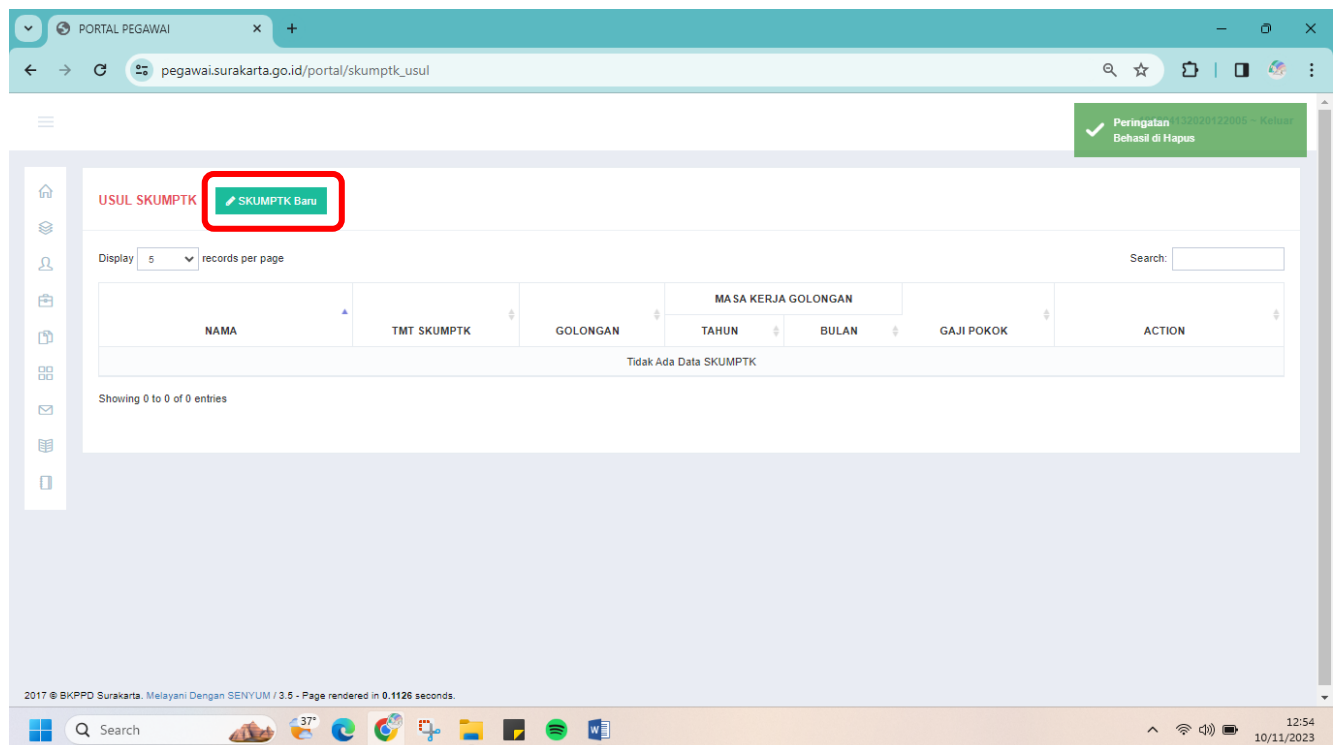 PORTAL PEGAWAI
pegawai.surakarta.go.id/portal/skumptk_usul
Peringatan
Behasil di Hapus
132020122005 ~ Keluar
USUL SKUMPTK
SKUMPTK Baru
Display 5 records per page
Search:
MASA KERJA GOLONGAN
NAMA TMT SKUMPTK GOLONGAN TAHUN BULAN GAJI POKOK ACTION
Tidak Ada Data SKUMPTK
Showing 0 to 0 of 0 entries
2017 © BKPPD Surakarta. Melayani Dengan SENYUM / 3.5 - Page rendered in 0.1126 seconds.
Search
37°
12:54
10/11/2023